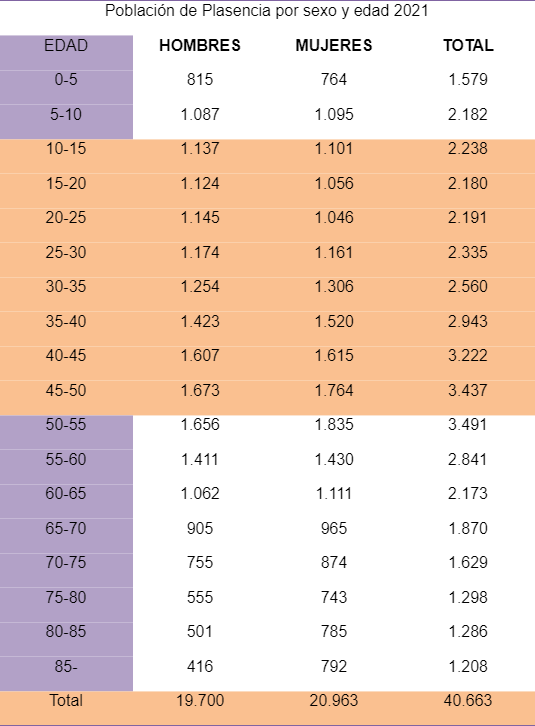 Población de Plasencia por sexo y edad 2021
EDAD HOMBRES MUJERES TOTAL
0-5 815 764 1.579
5-10 1.087 1.095 2.182
10-15 1.137 1.101 2.238
15-20 1.124 1.056 2.180
20-25 1.145 1.046 2.191
25-30 1.174 1.161 2.335
30-35 1.254 1.306 2.560
35-40 1.423 1.520 2.943
40-45 1.607 1.615 3.222
45-50 1.673 1.764 3.437
50-55 1.656 1.835 3.491
55-60 1.411 1.430 2.841
60-65 1.062 1.111 2.173
65-70 905 965 1.870
70-75 755 874 1.629
75-80 555 743 1.298
80-85 501 785 1.286
85- 416 792 1.208
Total 19.700 20.963 40.663